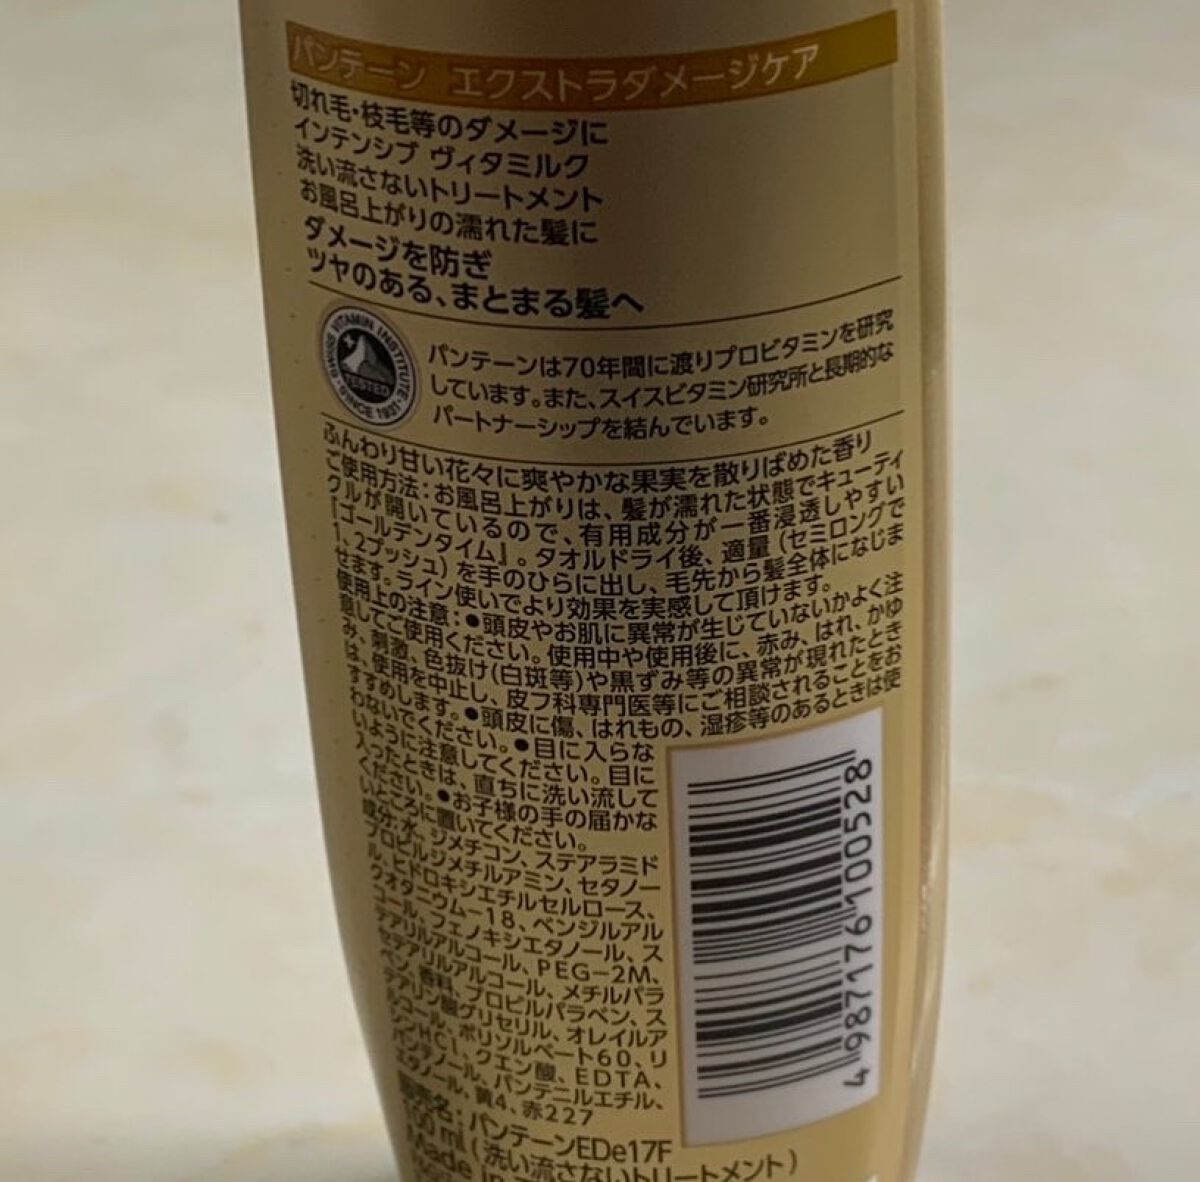 パンテーン エクストラダメージケア
切れ毛・枝毛等のダメージに
インテンシブ ヴィタミルク
洗い流さないトリートメント
お風呂上がりの濡れた髪に
ダメージを防ぎ
ツヤのある、まとまる髪へ
SWISS VITAMIN INSTITUTE
TESTED
SINCE 1931
パンテーンは70年間に渡りプロビタミンを研究
しています。また、スイスビタミン研究所と長期的な
パートナーシップを結んでいます。
ふんわり甘い花々に爽やかな果実を散りばめた香り
ご使用方法：お風呂上がりは、髪が濡れた状態でキューティ
クルが開いているので、有用成分が一番浸透しやすい
『ゴールデンタイム』。タオルドライ後、適量（セミロングで
1、2プッシュ）を手のひらに出し、毛先から髪全体になじま
せます。ライン使いでより効果を実感して頂けます。
使用上の注意：●頭皮やお肌に異常が生じていないかよく注
意してご使用ください。使用中や使用後に、赤み、はれ、かゆ
み、刺激、色抜け(白斑等)や黒ずみ等の異常が現れたとき
は、使用を中止し、皮フ科専門医等にご相談されることをお
すすめします。●頭皮に傷、はれもの、湿疹等のあるときは使
わないでください。●目に入らな
いように注意してください。目に
入ったときは、直ちに洗い流して
ください。●お子様の手の届かな
いところに置いてください。
成分:水、ジメチコン、ステアラミド
プロピルジメチルアミン、セタノー
ル、ヒドロキシエチルセルロース、
クオタニウム-18、ベンジルアル
コール、フェノキシエタノール、ス
テアリルアルコール、PEG-2M、
セテアリルアルコール、メチルパラ
ベン、香料、プロピルパラベン、ス
テアリン酸グリセリル、オレイルア
ルコール、ポリソルベート60、リ
シンHCl、クエン酸、EDTA、
パンテノール、パンテニルエチル、
エタノール、黄4、赤227
販売名：パンテーンEDe17F
100 ml (洗い流さないトリートメント)
Made in
4987176100528